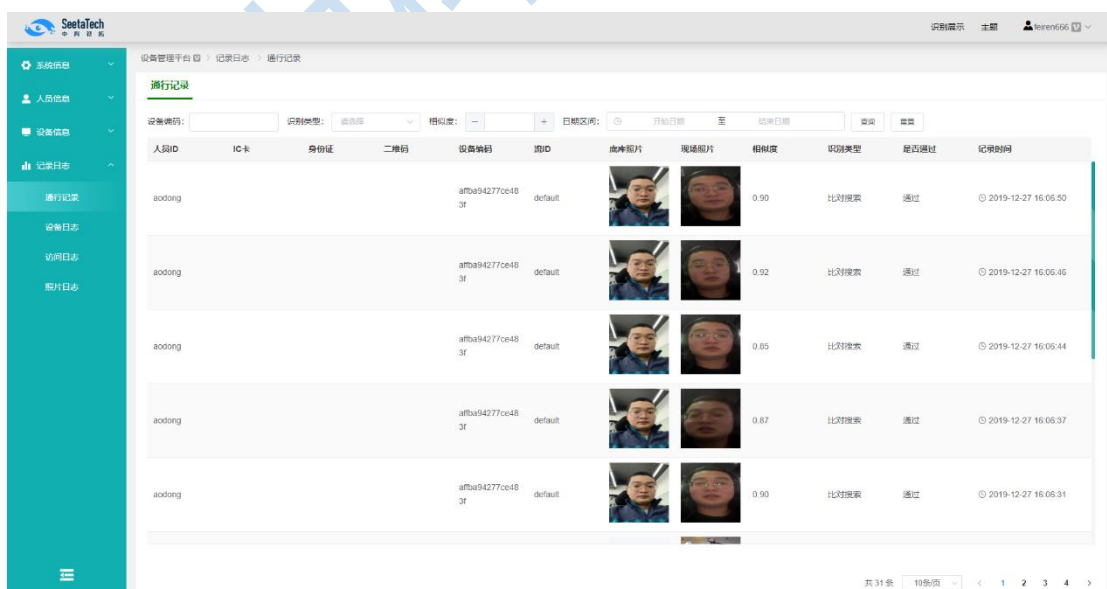 SeetaTech
中科视拓
识别展示 主题 feiren666
系统信息
人员信息
设备信息
记录日志
通行记录
设备日志
访问日志
照片日志
设备管理平台 > 记录日志 > 通行记录
通行记录
设备编码: 识别类型: 请选择 相似度: - + 日期区间: 开始日期 至 结束日期 查询 重置
人员ID IC卡 身份证 二维码 设备编码 流ID 底库照片 现场照片 相似度 识别类型 是否通过 记录时间
aodong affba94277ce48 default 0.90 比对搜索 通过 2019-12-27 16:06:50
3f
aodong affba94277ce48 default 0.92 比对搜索 通过 2019-12-27 16:06:46
3f
aodong affba94277ce48 default 0.85 比对搜索 通过 2019-12-27 16:06:44
3f
aodong affba94277ce48 default 0.87 比对搜索 通过 2019-12-27 16:06:37
3f
aodong affba94277ce48 default 0.90 比对搜索 通过 2019-12-27 16:06:31
3f
共 31 条 10条/页 < 1 2 3 4 >